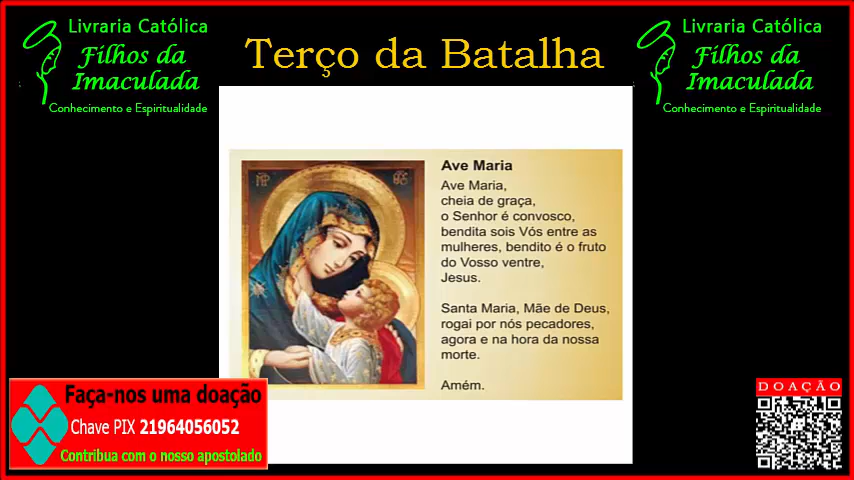 Livraria Católica
Filhos da
Imaculada
Conhecimento e Espiritualidade
Terço da Batalha
Livraria Católica
Filhos da
Imaculada
Conhecimento e Espiritualidade
Ave Maria
Ave Maria,
cheia de graça,
o Senhor é convosco,
bendita sois Vós entre as
mulheres, bendito é o fruto
do Vosso ventre,
Jesus.
Santa Maria, Mãe de Deus,
rogai por nós pecadores,
agora e na hora da nossa
morte.
Amém.
Faça-nos uma doação
Chave PIX 21964056052
Contribua com o nosso apostolado
DOAÇÃO